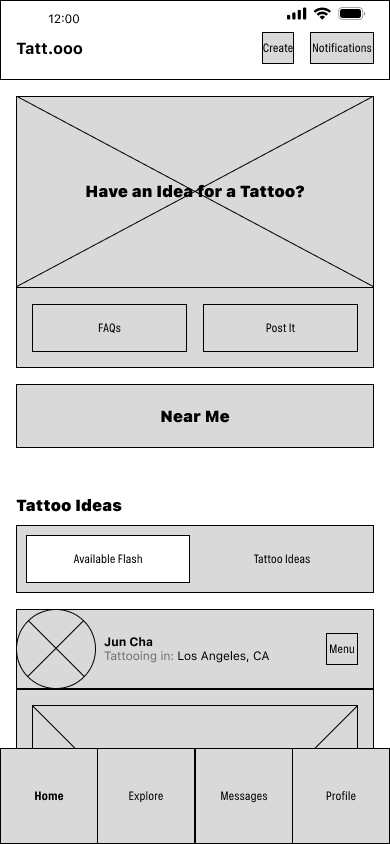 12:00
Tatt.ooo
Create
Notifications
Have an Idea for a Tattoo?
FAQs
Post It
Near Me
Tattoo Ideas
Available Flash
Tattoo Ideas
Jun Cha
Tattooing in: Los Angeles, CA
Menu
Home
Explore
Messages
Profile